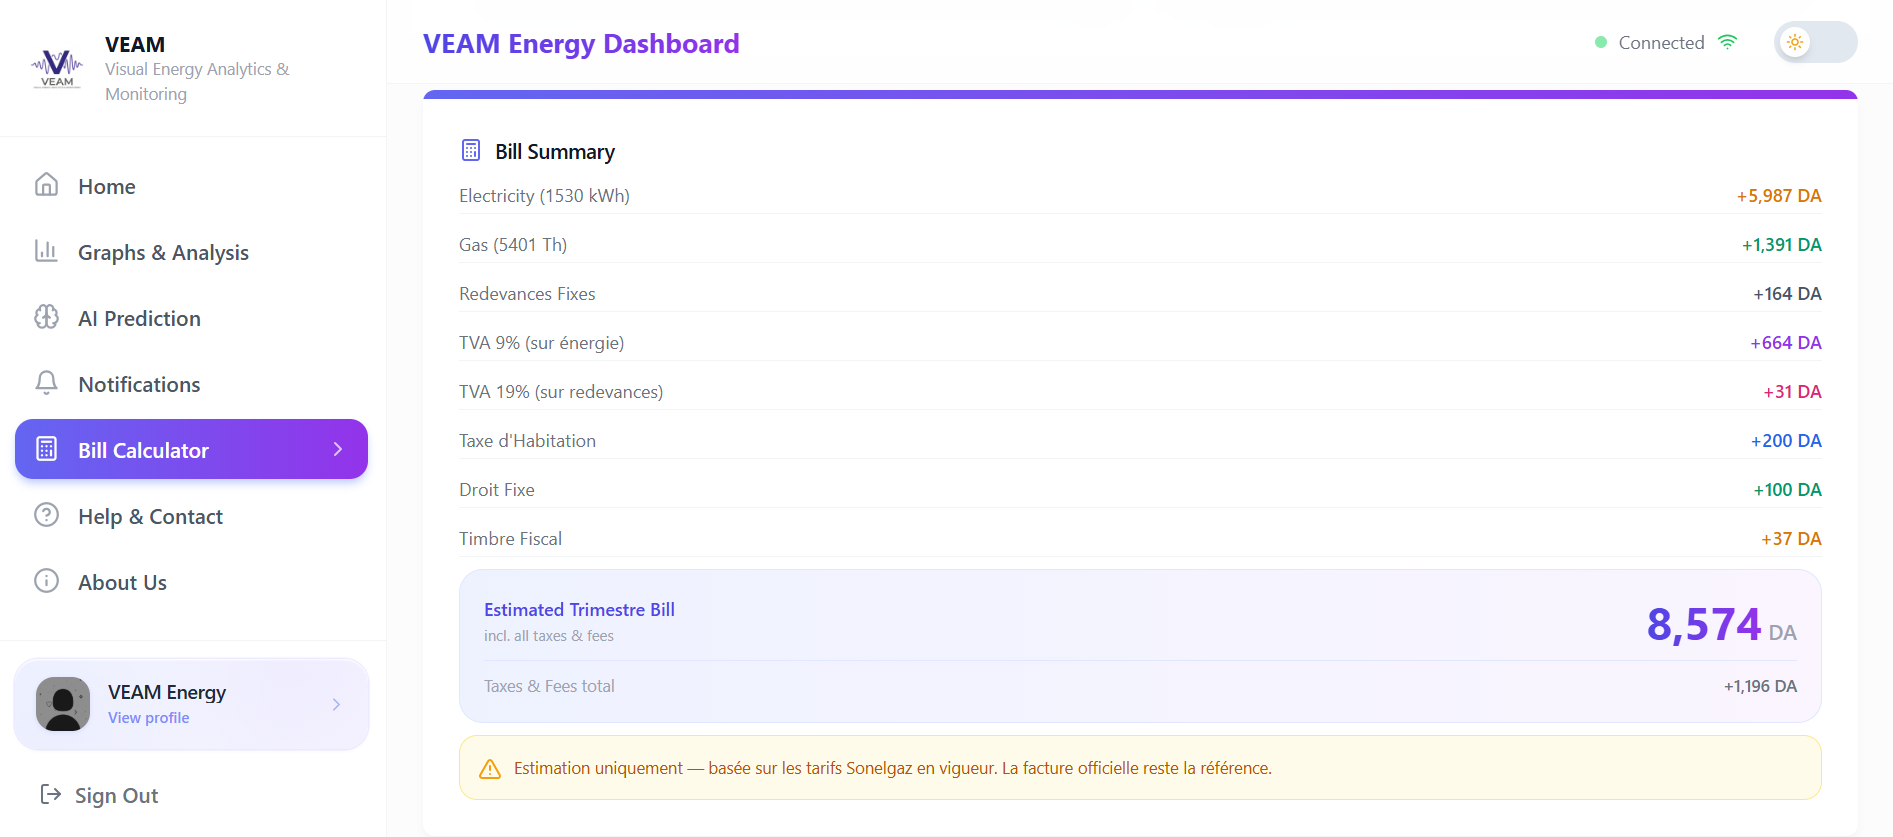 VEAM
VEAM
Visual Energy Analytics &
Monitoring
Home
Graphs & Analysis
AI Prediction
Notifications
Bill Calculator
Help & Contact
About Us
VEAM Energy
View profile
Sign Out
VEAM Energy Dashboard
Connected
Bill Summary
Electricity (1530 kWh) +5,987 DA
Gas (5401 Th) +1,391 DA
Redevances Fixes +164 DA
TVA 9% (sur énergie) +664 DA
TVA 19% (sur redevances) +31 DA
Taxe d'Habitation +200 DA
Droit Fixe +100 DA
Timbre Fiscal +37 DA
Estimated Trimestre Bill
incl. all taxes & fees
8,574 DA
Taxes & Fees total +1,196 DA
Estimation uniquement — basée sur les tarifs Sonelgaz en vigueur. La facture officielle reste la référence.